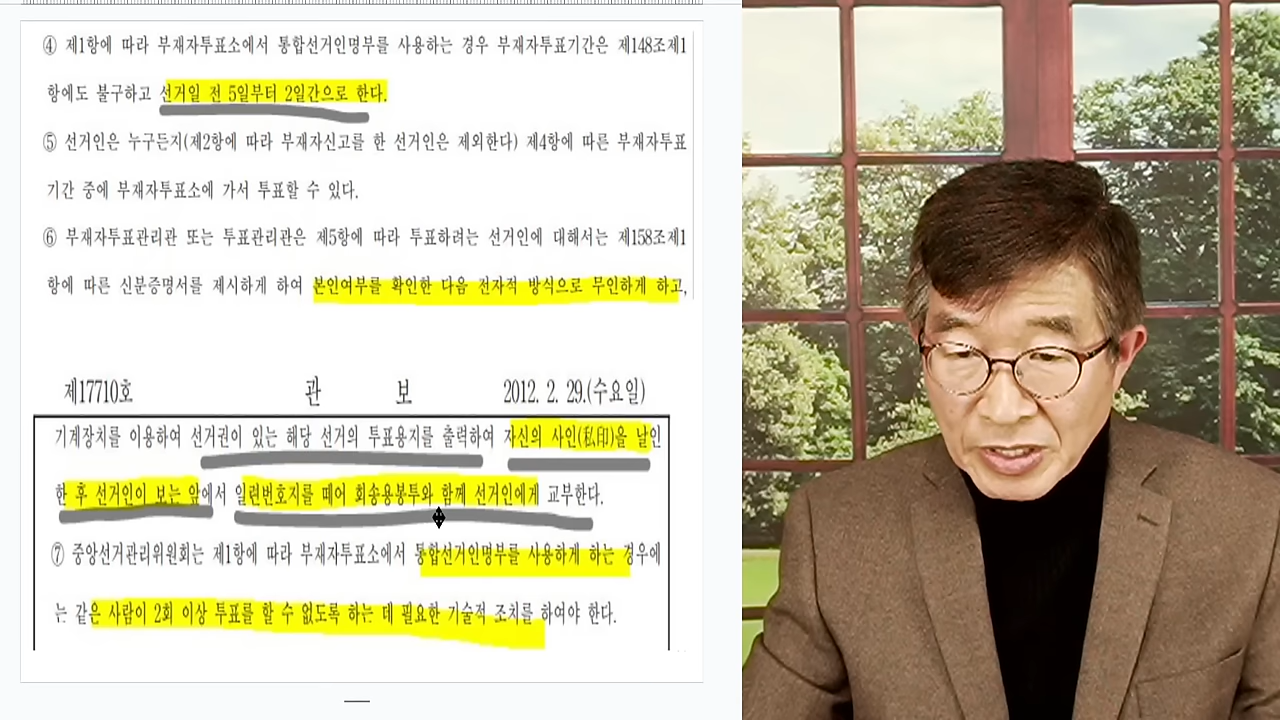 ④ 제1항에 따라 부재자투표소에서 통합선거인명부를 사용하는 경우 부재자투표기간은 제148조제1
항에도 불구하고 선거일 전 5일부터 2일간으로 한다.
⑤ 선거인은 누구든지(제2항에 따라 부재자신고를 한 선거인은 제외한다) 제4항에 따른 부재자투표
기간 중에 부재자투표소에 가서 투표할 수 있다.
⑥ 부재자투표관리관 또는 투표관리관은 제5항에 따라 투표하려는 선거인에 대해서는 제158조제1
항에 따른 신분증명서를 제시하게 하여 본인여부를 확인한 다음 전자적 방식으로 무인하게 하고,
제17710호 관 보 2012. 2. 29.(수요일)
기계장치를 이용하여 선거권이 있는 해당 선거의 투표용지를 출력하여 자신의 사인(私印)을 날인
한 후 선거인이 보는 앞에서 일련번호지를 떼어 회송용봉투와 함께 선거인에게 교부한다.
⑦ 중앙선거관리위원회는 제1항에 따라 부재자투표소에서 통합선거인명부를 사용하게 하는 경우에
는 같은 사람이 2회 이상 투표를 할 수 없도록 하는 데 필요한 기술적 조치를 하여야 한다.